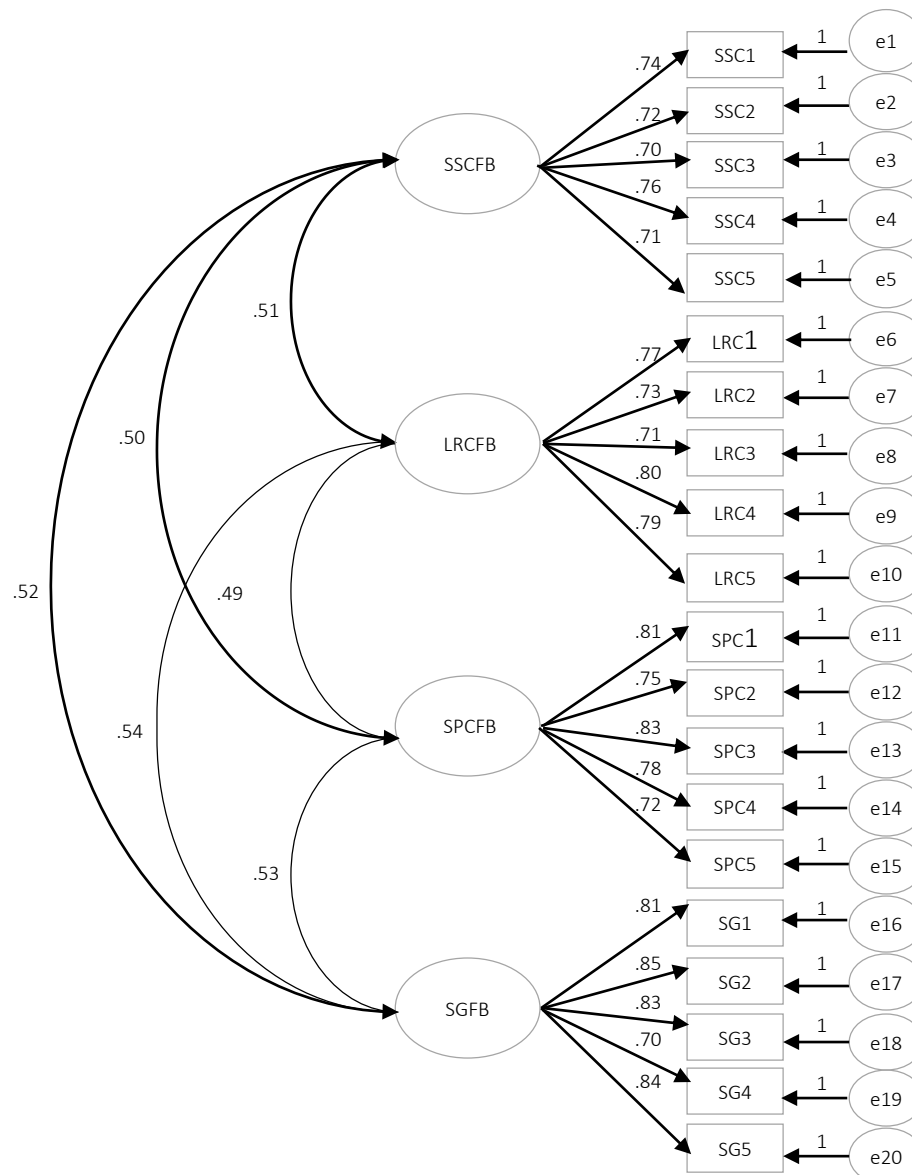 1
e1
SSC1
.74
1
e2
SSC2
.72
1
e3
SSC3
.70
SSCFB
1
e4
SSC4
.76
1
e5
SSC5
.71
.51
1
e6
LRC1
.77
1
e7
LRC2
.73
.50
LRCFB
1
e8
LRC3
.71
1
e9
LRC4
.80
1
e10
LRC5
.79
.52
.49
1
e11
SPC1
.81
1
e12
SPC2
.75
.54
SPCFB
1
e13
SPC3
.83
1
e14
SPC4
.78
1
e15
SPC5
.72
.53
1
e16
SG1
.81
1
e17
SG2
.85
SGFB
1
e18
SG3
.83
1
e19
SG4
.70
1
e20
SG5
.84